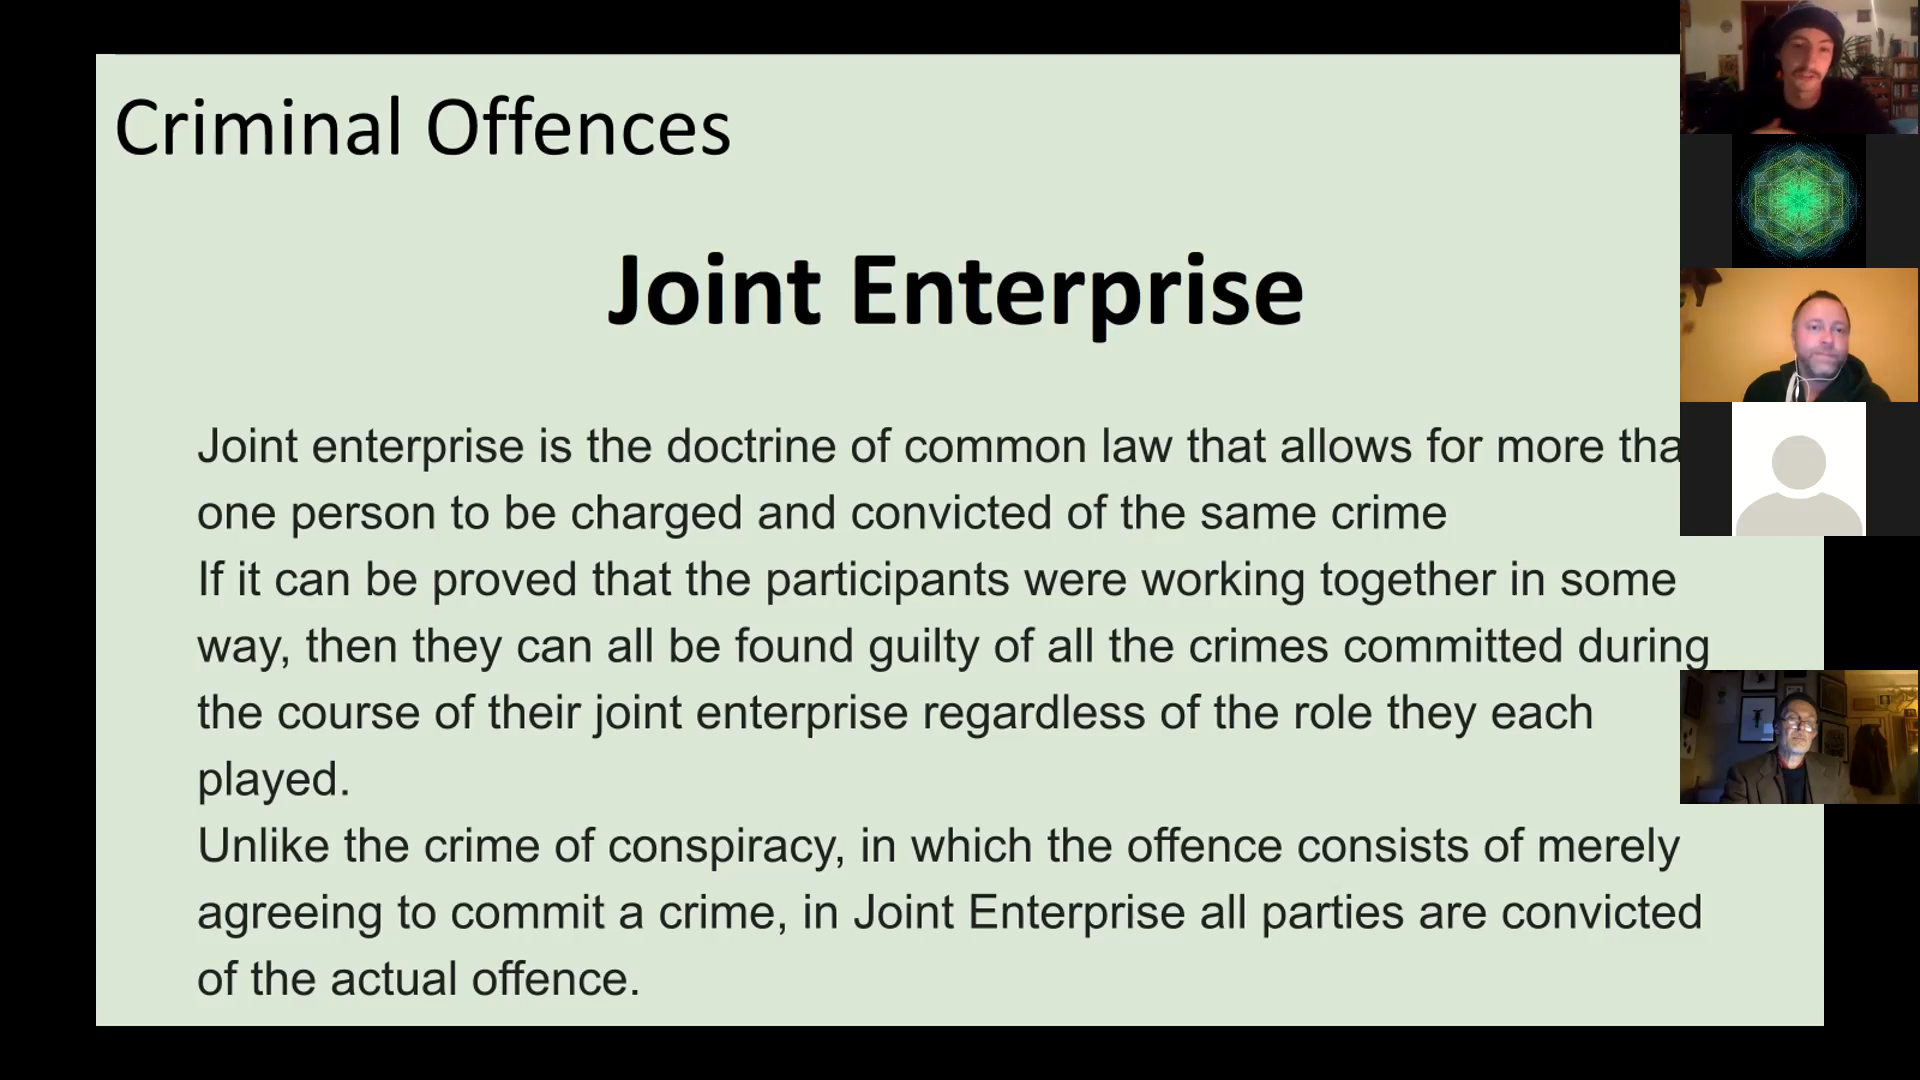 Criminal Offences
Joint Enterprise
Joint enterprise is the doctrine of common law that allows for more tha
one person to be charged and convicted of the same crime
If it can be proved that the participants were working together in some
way, then they can all be found guilty of all the crimes committed during
the course of their joint enterprise regardless of the role they each
played.
Unlike the crime of conspiracy, in which the offence consists of merely
agreeing to commit a crime, in Joint Enterprise all parties are convicted
of the actual offence.